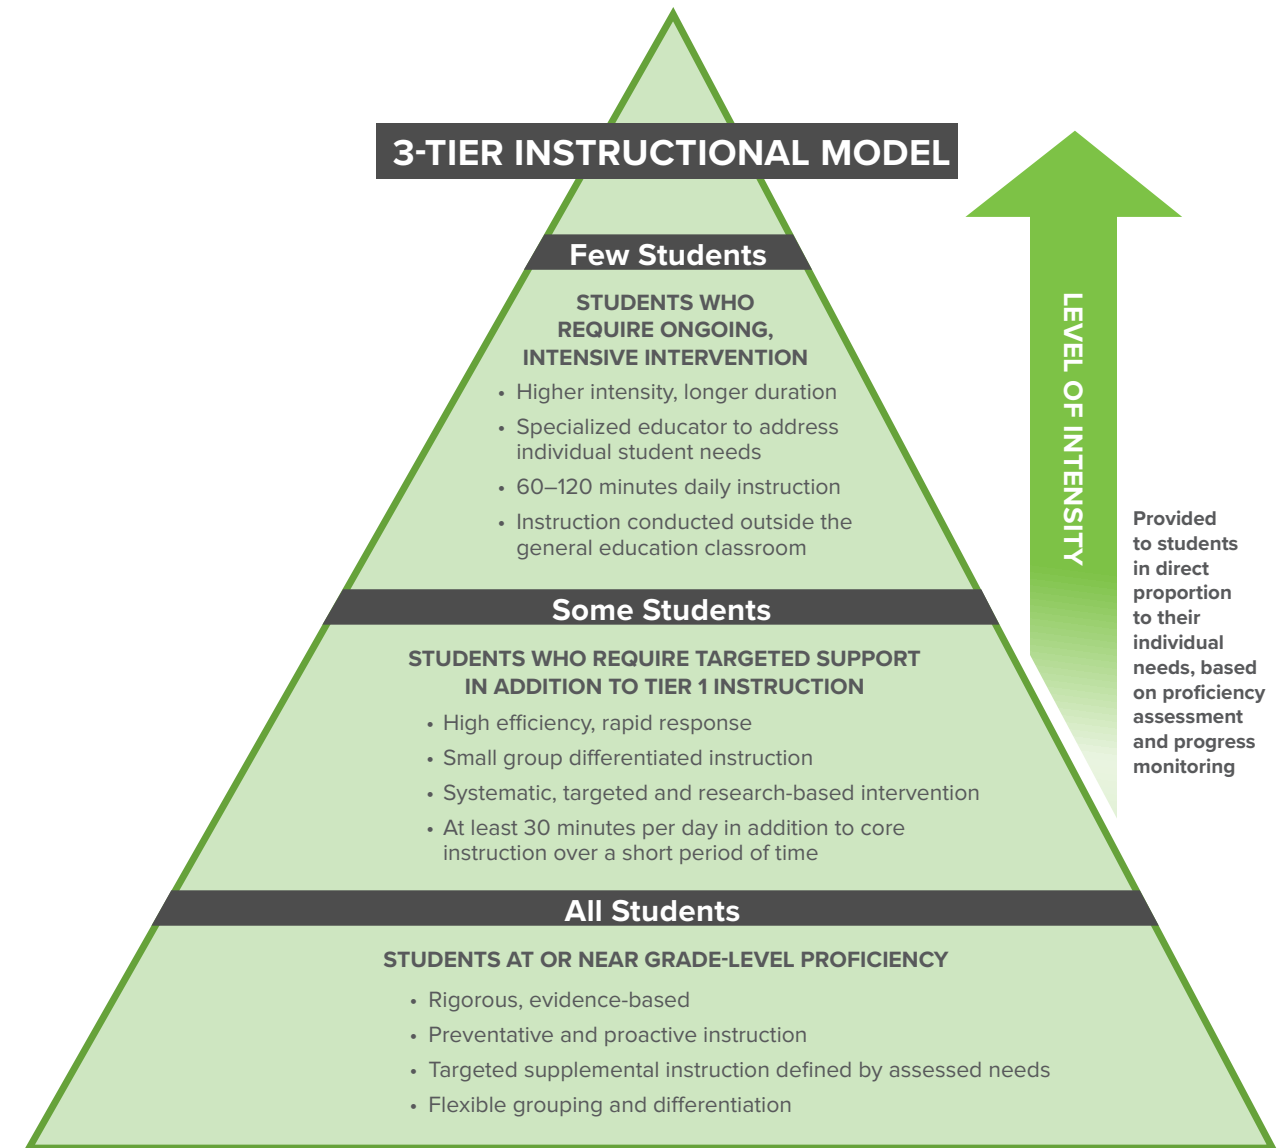 3-TIER INSTRUCTIONAL MODEL
Few Students
STUDENTS WHO
REQUIRE ONGOING,
INTENSIVE INTERVENTION
• Higher intensity, longer duration
• Specialized educator to address
individual student needs
• 60–120 minutes daily instruction
• Instruction conducted outside the
general education classroom
Some Students
STUDENTS WHO REQUIRE TARGETED SUPPORT
IN ADDITION TO TIER 1 INSTRUCTION
• High efficiency, rapid response
• Small group differentiated instruction
• Systematic, targeted and research-based intervention
• At least 30 minutes per day in addition to core
instruction over a short period of time
All Students
STUDENTS AT OR NEAR GRADE-LEVEL PROFICIENCY
• Rigorous, evidence-based
• Preventative and proactive instruction
• Targeted supplemental instruction defined by assessed needs
• Flexible grouping and differentiation
LEVEL OF INTENSITY
Provided
to students
in direct
proportion
to their
individual
needs, based
on proficiency
assessment
and progress
monitoring